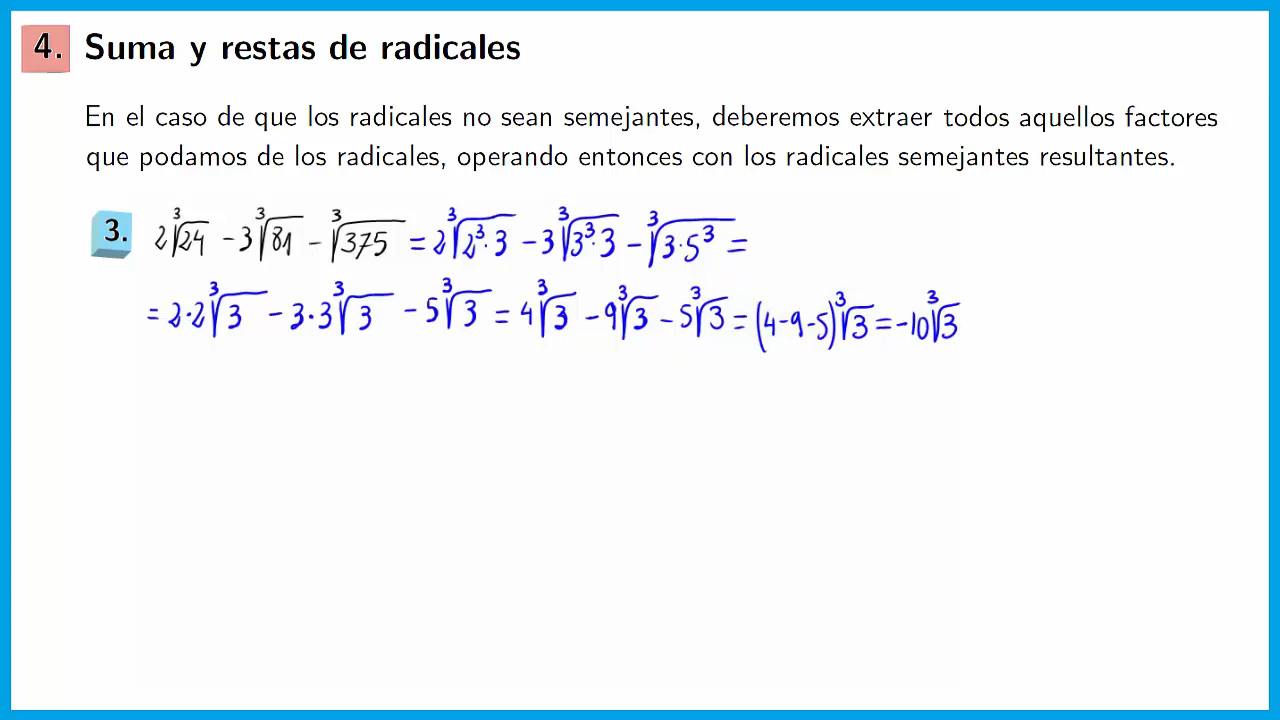 4. Suma y restas de radicales
En el caso de que los radicales no sean semejantes, deberemos extraer todos aquellos factores
que podamos de los radicales, operando entonces con los radicales semejantes resultantes.
3. 2∛24 - 3∛81 - ∛375 = 2∛(2³·3) - 3∛(3³·3) - ∛(3·5³) =
= 2·2∛3 - 3·3∛3 - 5∛3 = 4∛3 - 9∛3 - 5∛3 = (4-9-5)∛3 = -10∛3